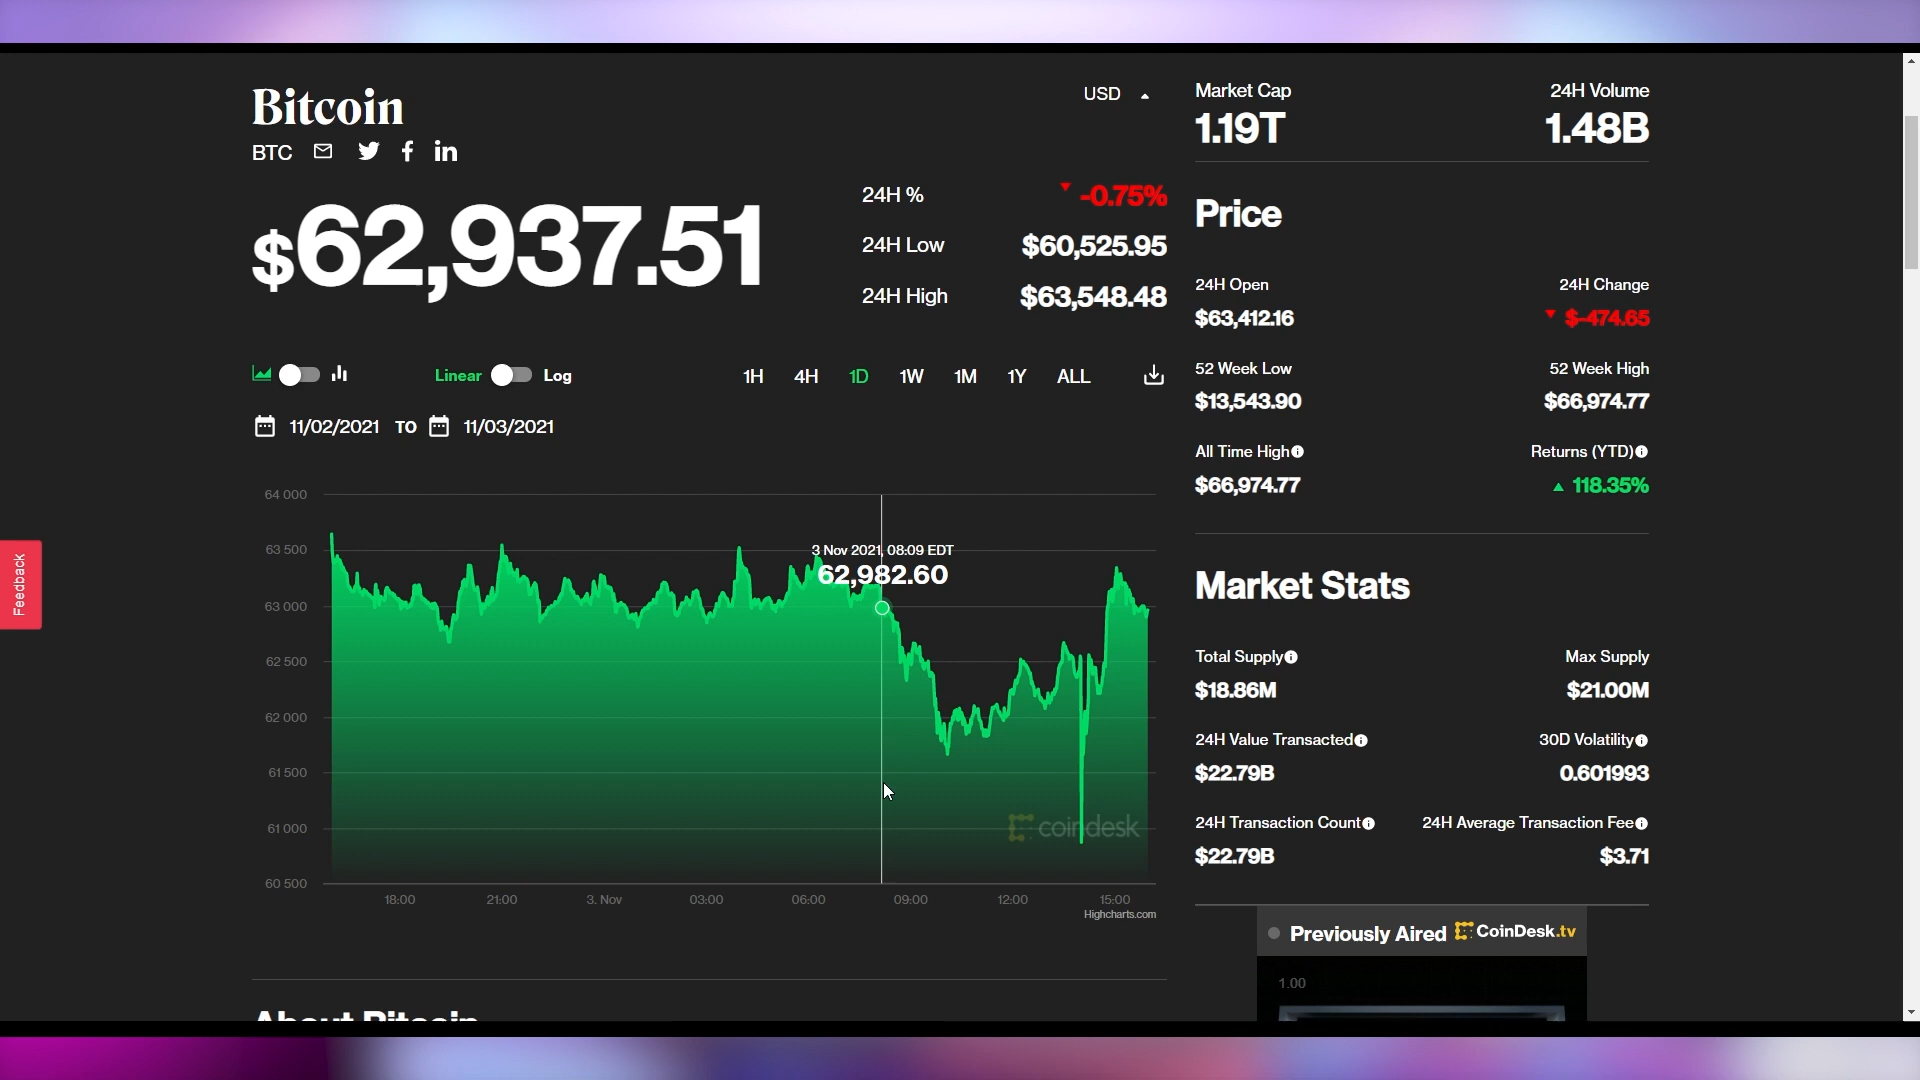 Bitcoin
USD
BTC
$62,937.51
24H %
-0.75%
24H Low
$60,525.95
24H High
$63,548.48
Linear
Log
1H
4H
1D
1W
1M
1Y
ALL
11/02/2021 TO 11/03/2021
64 000
63 500
63 000
62 500
62 000
61 500
61 000
60 500
3 Nov 2021, 08:09 EDT
62,982.60
coindesk
18:00
21:00
3. Nov
03:00
06:00
09:00
12:00
15:00
Highcharts.com
About Bitcoin
Feedback
Market Cap
24H Volume
1.19T
1.48B
Price
24H Open
24H Change
$63,412.16
$-474.65
52 Week Low
52 Week High
$13,543.90
$66,974.77
All Time High
Returns (YTD)
$66,974.77
118.35%
Market Stats
Total Supply
Max Supply
$18.86M
$21.00M
24H Value Transacted
30D Volatility
$22.79B
0.601993
24H Transaction Count
24H Average Transaction Fee
$22.79B
$3.71
Previously Aired CoinDesk.tv
1.00